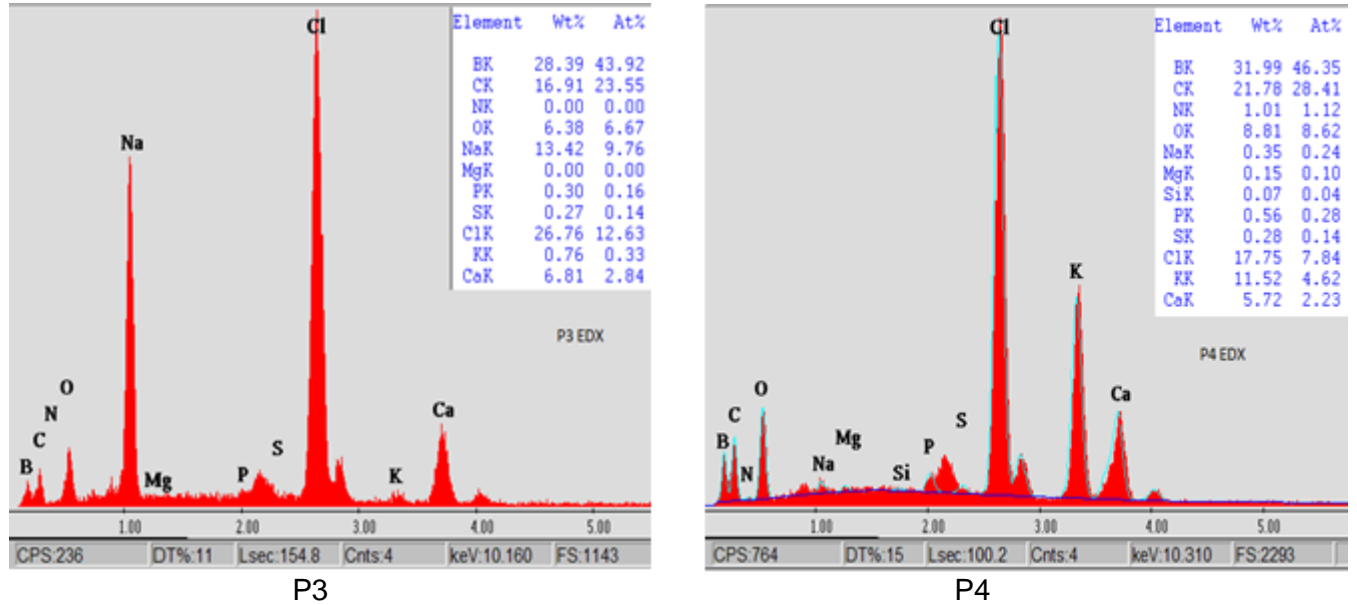 Element Wt% At%
BK 28.39 43.92
CK 16.91 23.55
NK 0.00 0.00
OK 6.38 6.67
NaK 13.42 9.76
MgK 0.00 0.00
PK 0.30 0.16
SK 0.27 0.14
ClK 26.76 12.63
KK 0.76 0.33
CaK 6.81 2.84
Cl
Na
O
N
C
B
Mg
P
S
K
Ca
P3 EDX
1.00 2.00 3.00 4.00 5.00
CPS:236 DT%:11 Lsec:154.8 Cnts:4 keV:10.160 FS:1143
P3
Element Wt% At%
BK 31.99 46.35
CK 21.78 28.41
NK 1.01 1.12
OK 8.81 8.62
NaK 0.35 0.24
MgK 0.15 0.10
SiK 0.07 0.04
PK 0.56 0.28
SK 0.28 0.14
ClK 17.75 7.84
KK 11.52 4.62
CaK 5.72 2.23
Cl
K
Ca
O
C
B
N
Na
Mg
Si
P
S
P4 EDX
1.00 2.00 3.00 4.00 5.00
CPS:764 DT%:15 Lsec:100.2 Cnts:4 keV:10.310 FS:2293
P4